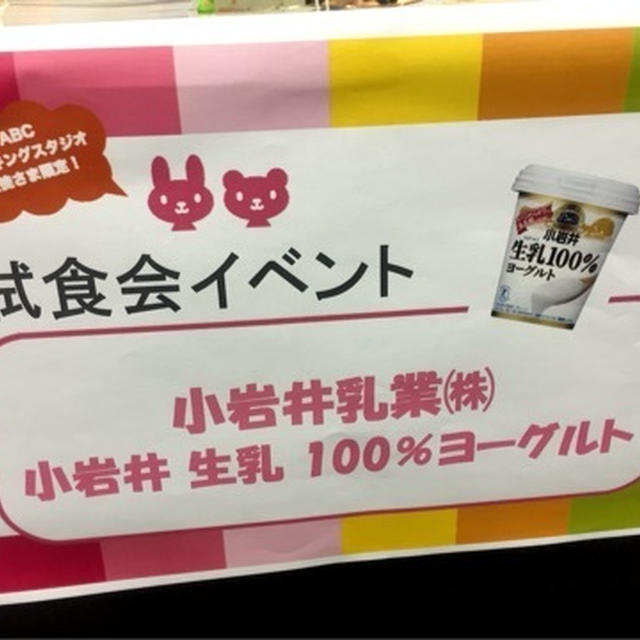 ABC
キングスタジオ
さま限定！
試食会イベント
小岩井
生乳100%
ヨーグルト
小岩井乳業㈱
小岩井 生乳 100％ヨーグルト